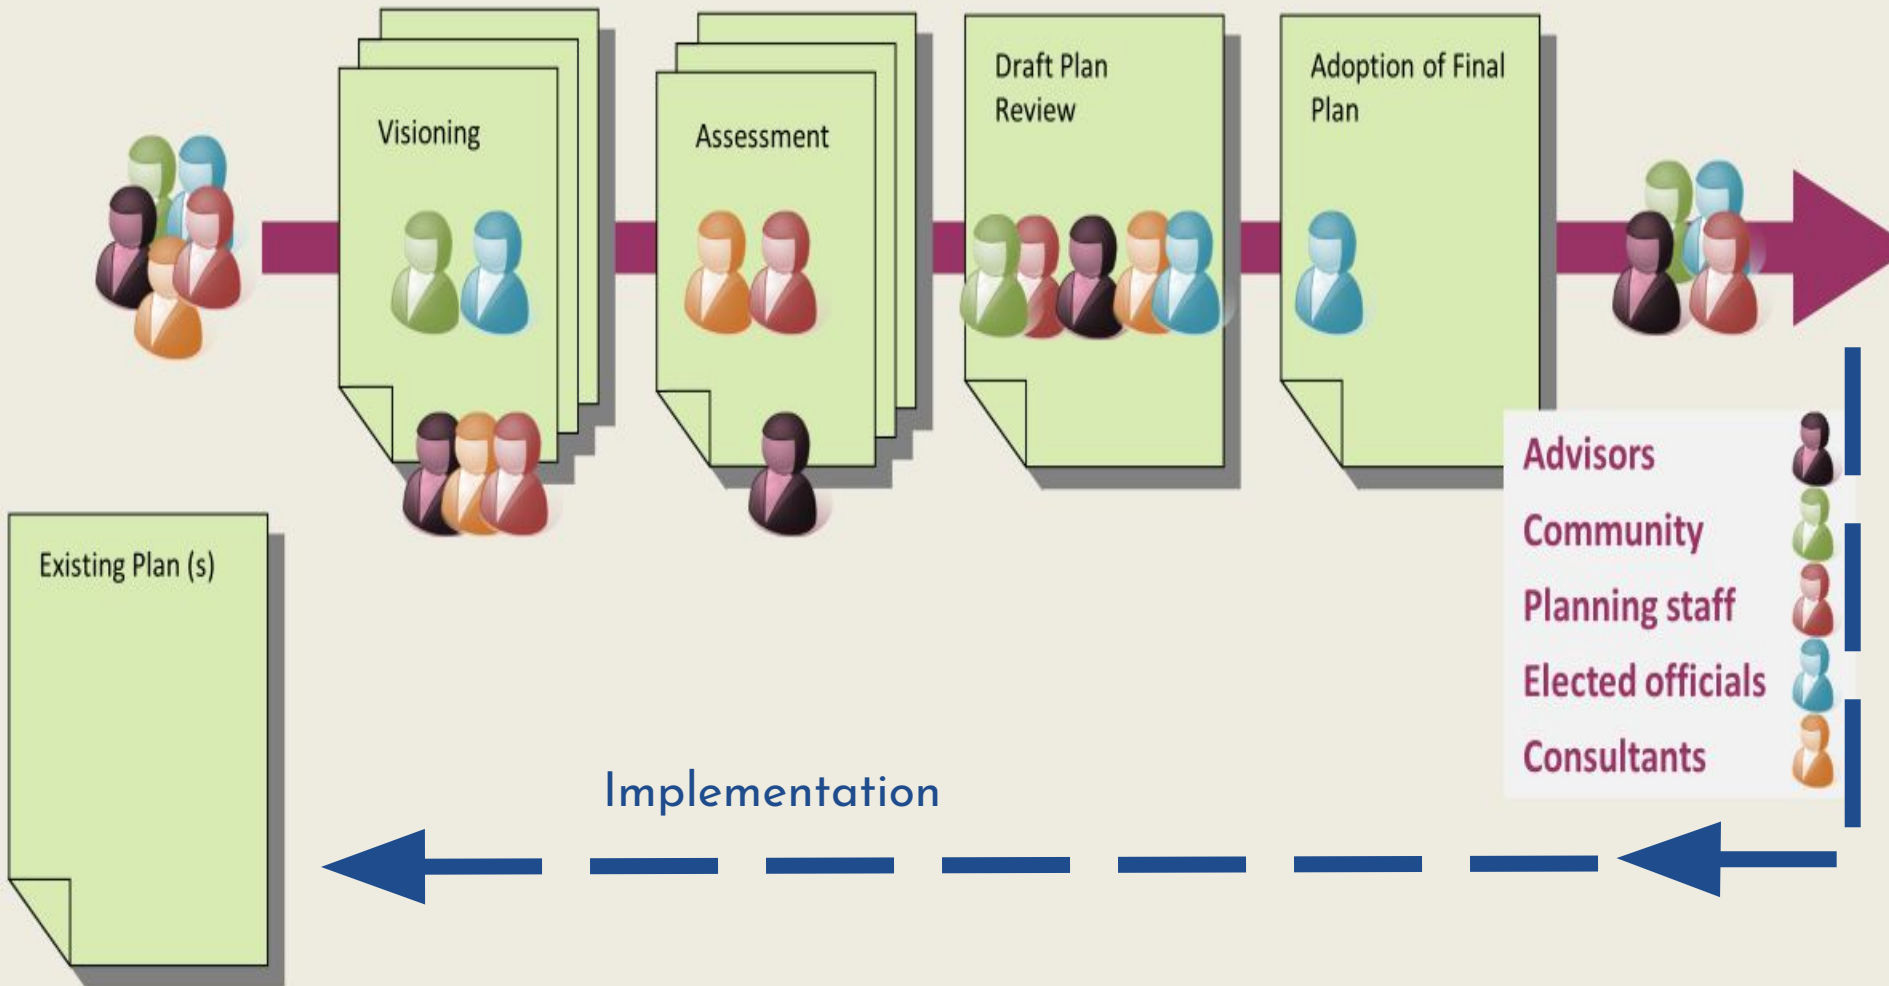 Visioning
Assessment
Draft Plan
Review
Adoption of Final
Plan
Existing Plan (s)
Advisors
Community
Planning staff
Elected officials
Consultants
Implementation